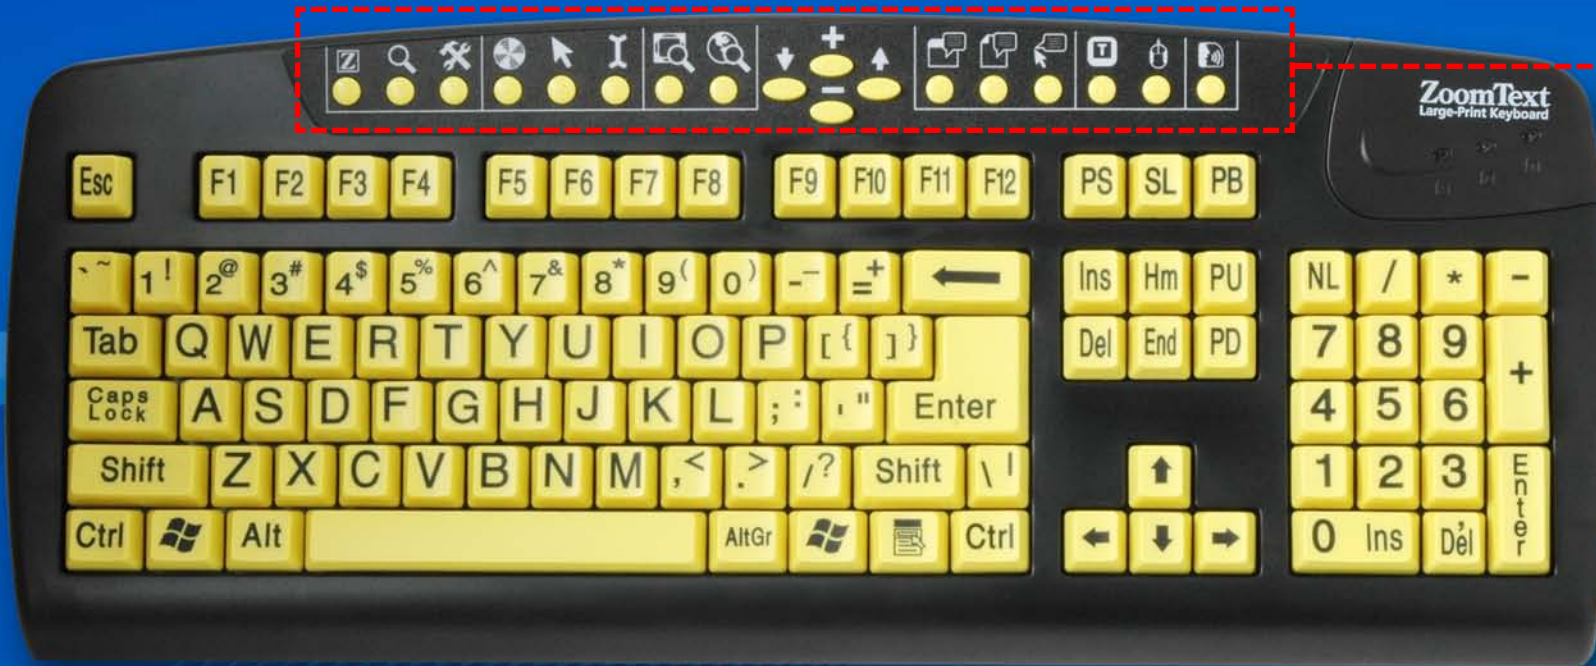 Z + T
−
ZoomText
Large-Print Keyboard
Esc F1 F2 F3 F4 F5 F6 F7 F8 F9 F10 F11 F12 PS SL PB
` ~ 1 ! 2 @ 3 # 4 $ 5 % 6 ^ 7 & 8 * 9 ( 0 ) - _ = + Ins Hm PU NL / * -
Tab Q W E R T Y U I O P [ { ] } Del End PD 7 8 9 +
Caps Lock A S D F G H J K L ; : ' " Enter 4 5 6
Shift Z X C V B N M , < . > / ? Shift \ | 1 2 3 Enter
Ctrl Alt AltGr Ctrl 0 Ins , Del